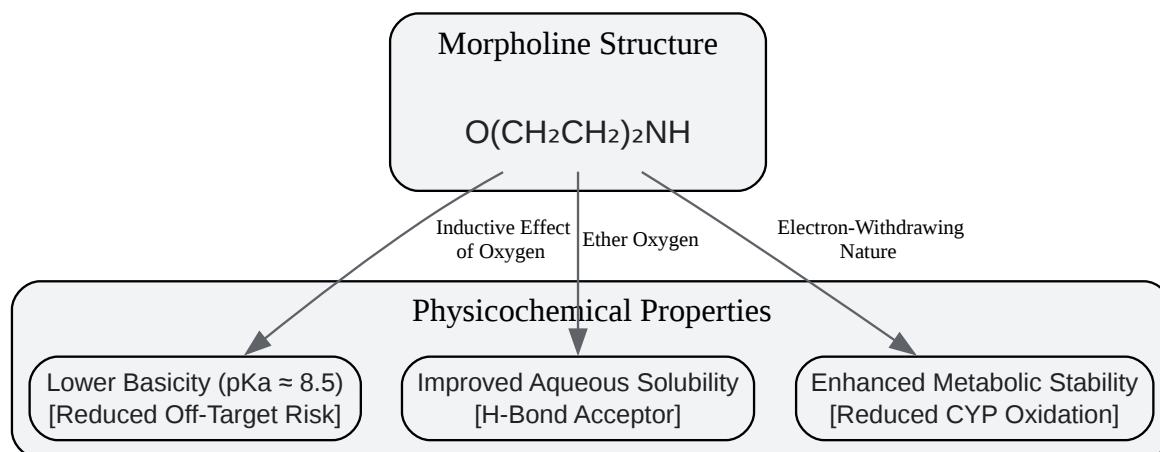 Morpholine Structure
O(CH₂CH₂)₂NH
Inductive Effect
of Oxygen
Ether Oxygen
Electron-Withdrawing
Nature
Physicochemical Properties
Lower Basicity (pKa ≈ 8.5)
[Reduced Off-Target Risk]
Improved Aqueous Solubility
[H-Bond Acceptor]
Enhanced Metabolic Stability
[Reduced CYP Oxidation]